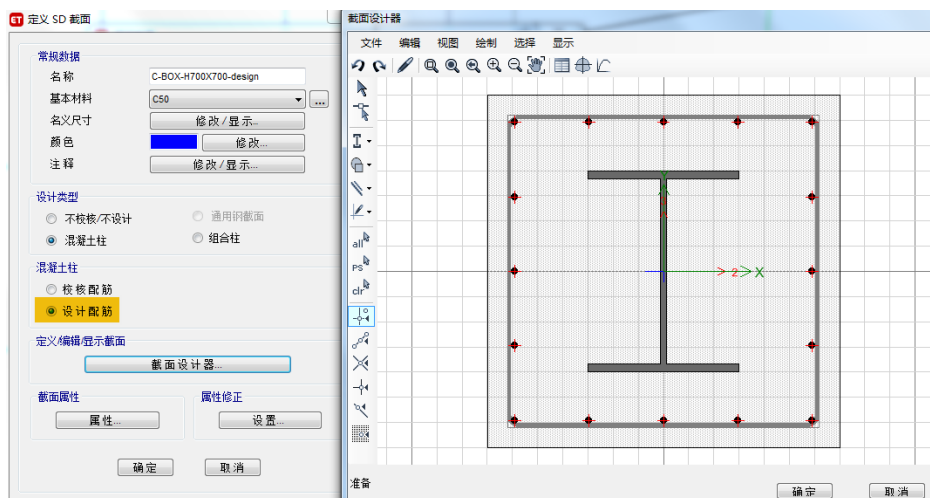 ET 定义 SD 截面
常规数据
名称 C-BOX-H700X700-design
基本材料 C50 ...
名义尺寸 修改/显示...
颜色 修改...
注释 修改/显示...
设计类型
不校核/不设计 通用钢截面
混凝土柱 组合柱
混凝土柱
校核配筋
设计配筋
定义/编辑/显示截面
截面设计器...
截面属性 属性修正
属性... 设置...
确定 取消
截面设计器
文件 编辑 视图 绘制 选择 显示
all
PS
clr
2 X
准备
确定 取消